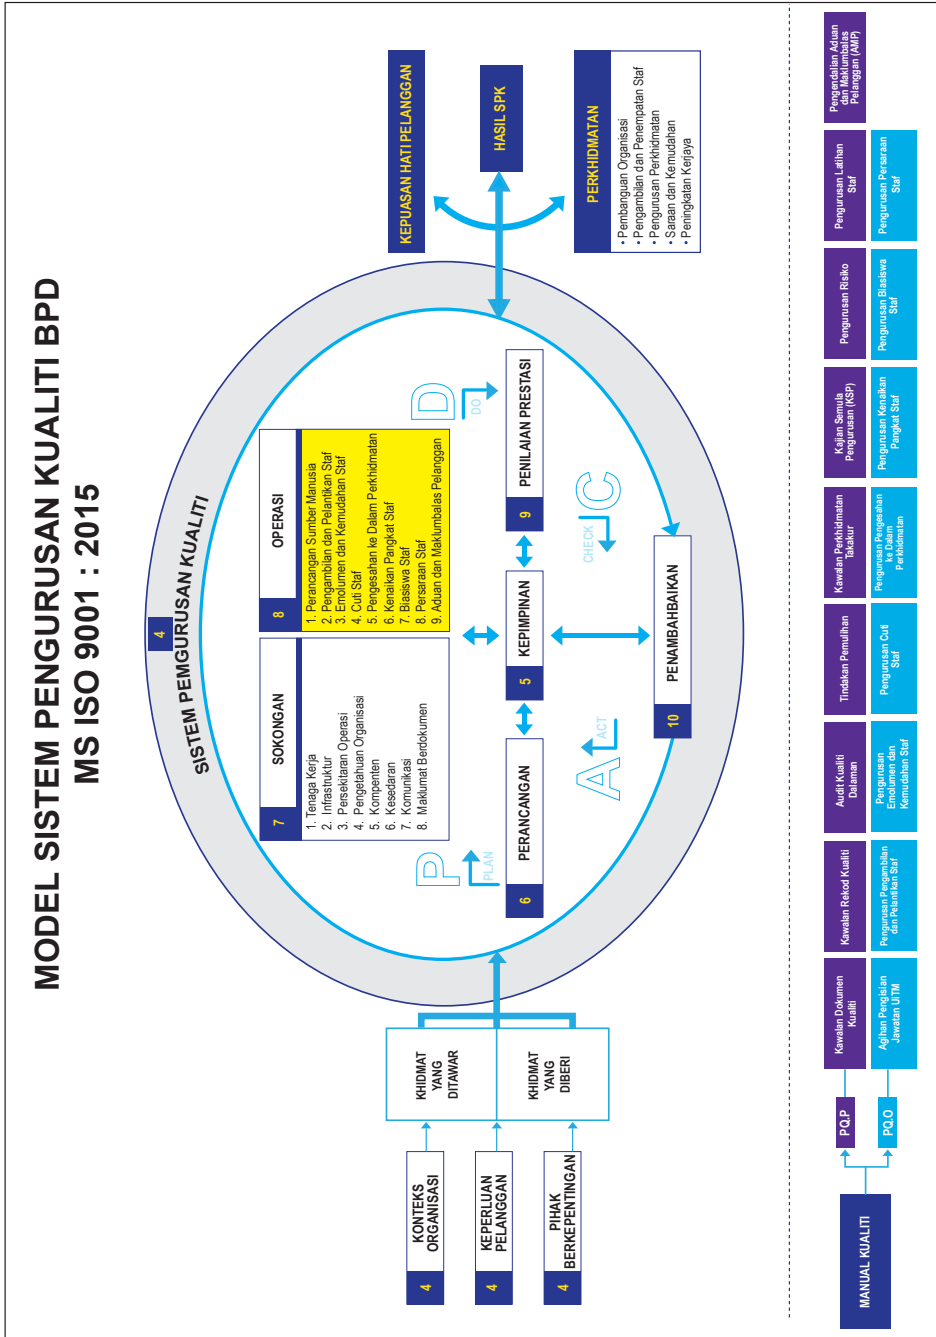 MODEL SISTEM PENGURUSAN KUALITI BPD
MS ISO 9001 : 2015
4
KONTEKS
ORGANISASI
4
KEPERLUAN
PELANGGAN
4
PIHAK
BERKEPENTINGAN
KHIDMAT
YANG
DITAWAR
KHIDMAT
YANG
DIBERI
4
SISTEM PEMGURUSAN KUALITI
7
SOKONGAN
1. Tenaga Kerja
2. Infrastruktur
3. Persekitaran Operasi
4. Pengetahuan Organisasi
5. Kompenten
6. Kesedaran
7. Komunikasi
8. Maklumat Berdokumen
8
OPERASI
1. Perancangan Sumber Manusia
2. Pengambilan dan Pelantikan Staf
3. Emolumen dan Kemudahan Staf
4. Cuti Staf
5. Pengesahan ke Dalam Perkhidmatan
6. Kenaikan Pangkat Staf
7. Biasiswa Staf
8. Persaraan Staf
9. Aduan dan Maklumbalas Pelanggan
P
PLAN
D
DO
6
PERANCANGAN
5
KEPIMPINAN
9
PENILAIAN PRESTASI
A
ACT
CHECK
C
10
PENAMBAHBAIKAN
KEPUASAN HATI PELANGGAN
HASIL SPK
PERKHIDMATAN
• Pembanguan Organisasi
• Pengambilan dan Penempatan Staf
• Pengurusan Perkhidmatan
• Saraan dan Kemudahan
• Peningkatan Kerjaya
MANUAL KUALITI
PQ.P
Kawalan Dokumen
Kualiti
Kawalan Rekod Kualiti
Audit Kualiti
Dalaman
Tindakan Pemulihan
Kawalan Perkhidmatan
Takakur
Kajian Semula
Pengurusan (KSP)
Pengurusan Risiko
Pengurusan Latihan
Staf
Pengendalian Aduan
dan Maklumbalas
Pelanggan (AMP)
PQ.O
Agihan Pengisian
Jawatan UiTM
Pengurusan Pengambilan
dan Pelantikan Staf
Pengurusan
Emolumen dan
Kemudahan Staf
Pengurusan Cuti
Staf
Pengurusan Pengesahan
ke Dalam
Perkhidmatan
Pengurusan Kenaikan
Pangkat Staf
Pengurusan Biasiswa
Staf
Pengurusan Persaraan
Staf